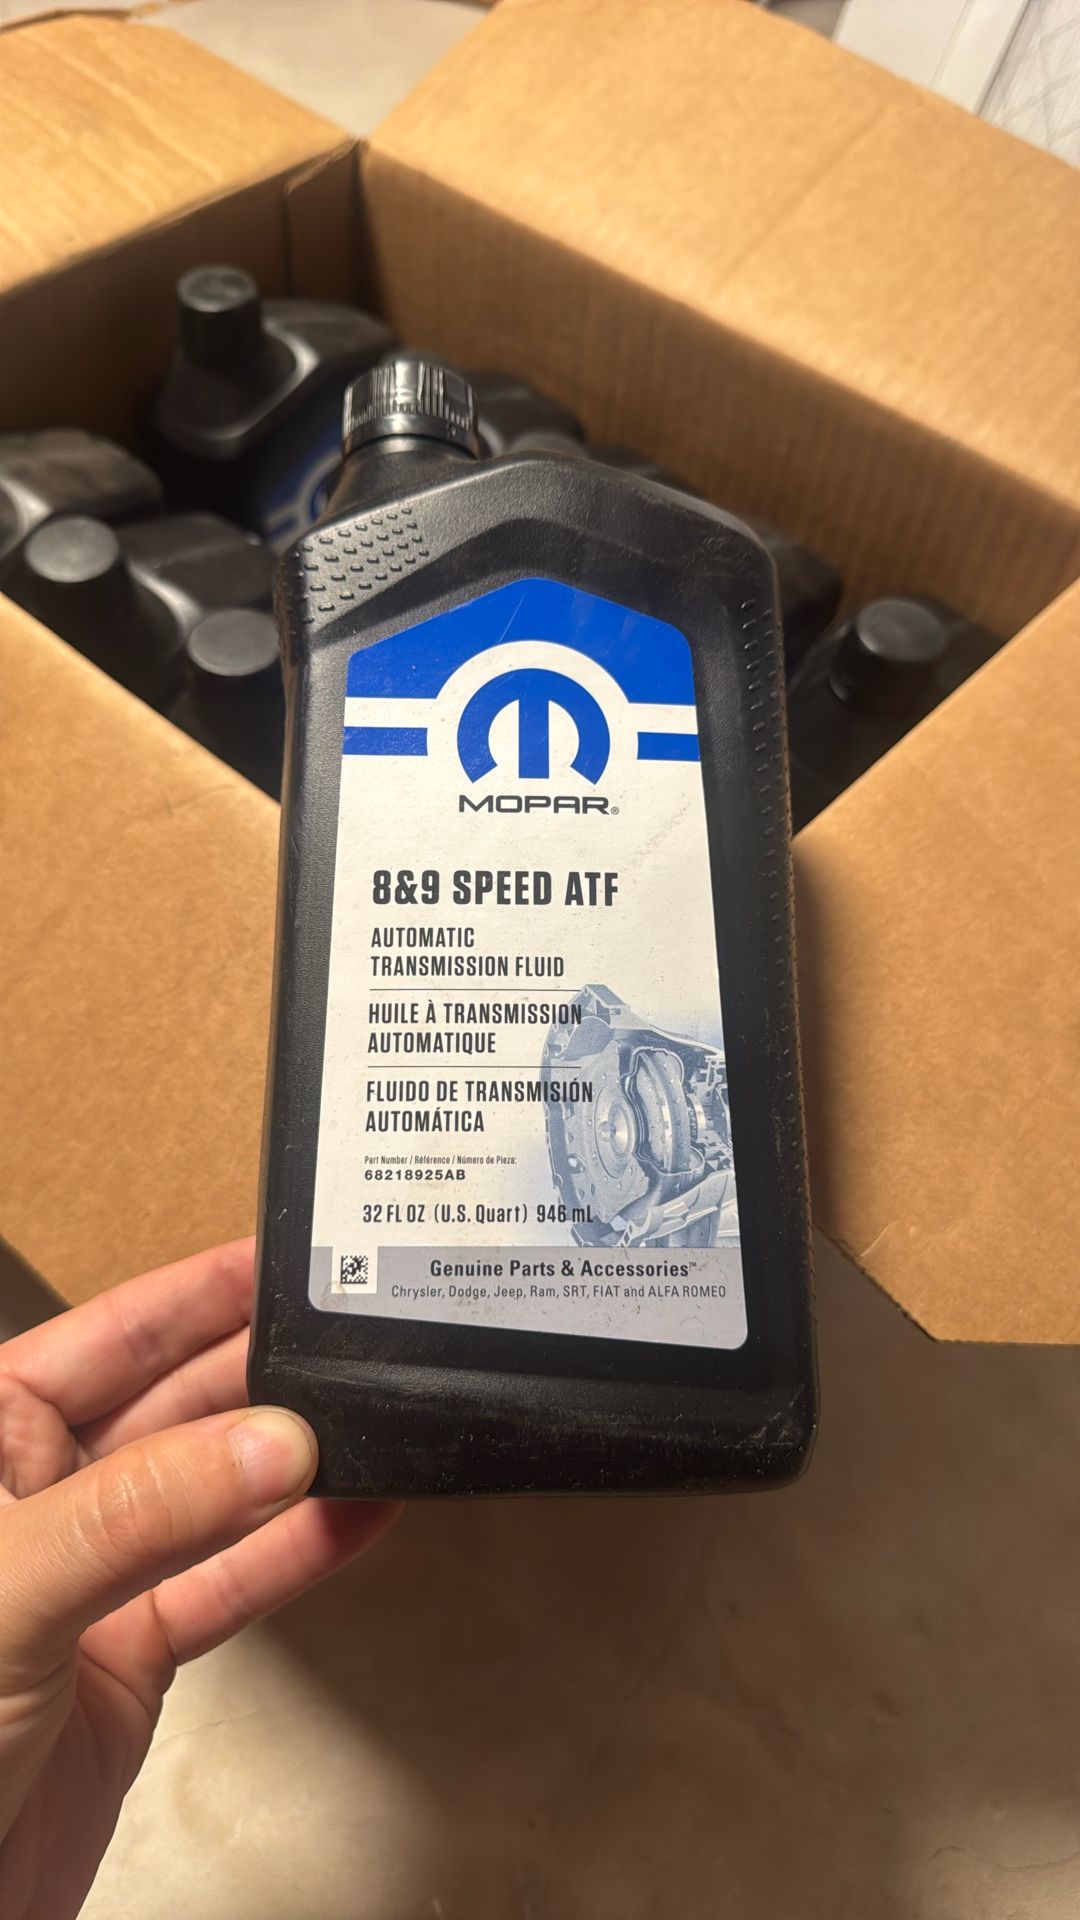 MOPAR®
8&9 SPEED ATF
AUTOMATIC
TRANSMISSION FLUID
HUILE À TRANSMISSION
AUTOMATIQUE
FLUIDO DE TRANSMISIÓN
AUTOMÁTICA
Part Number / Référence / Número de Pieza:
68218925AB
32 FL OZ (U.S. Quart) 946 mL
Genuine Parts & Accessories™
Chrysler, Dodge, Jeep, Ram, SRT, FIAT and ALFA ROMEO